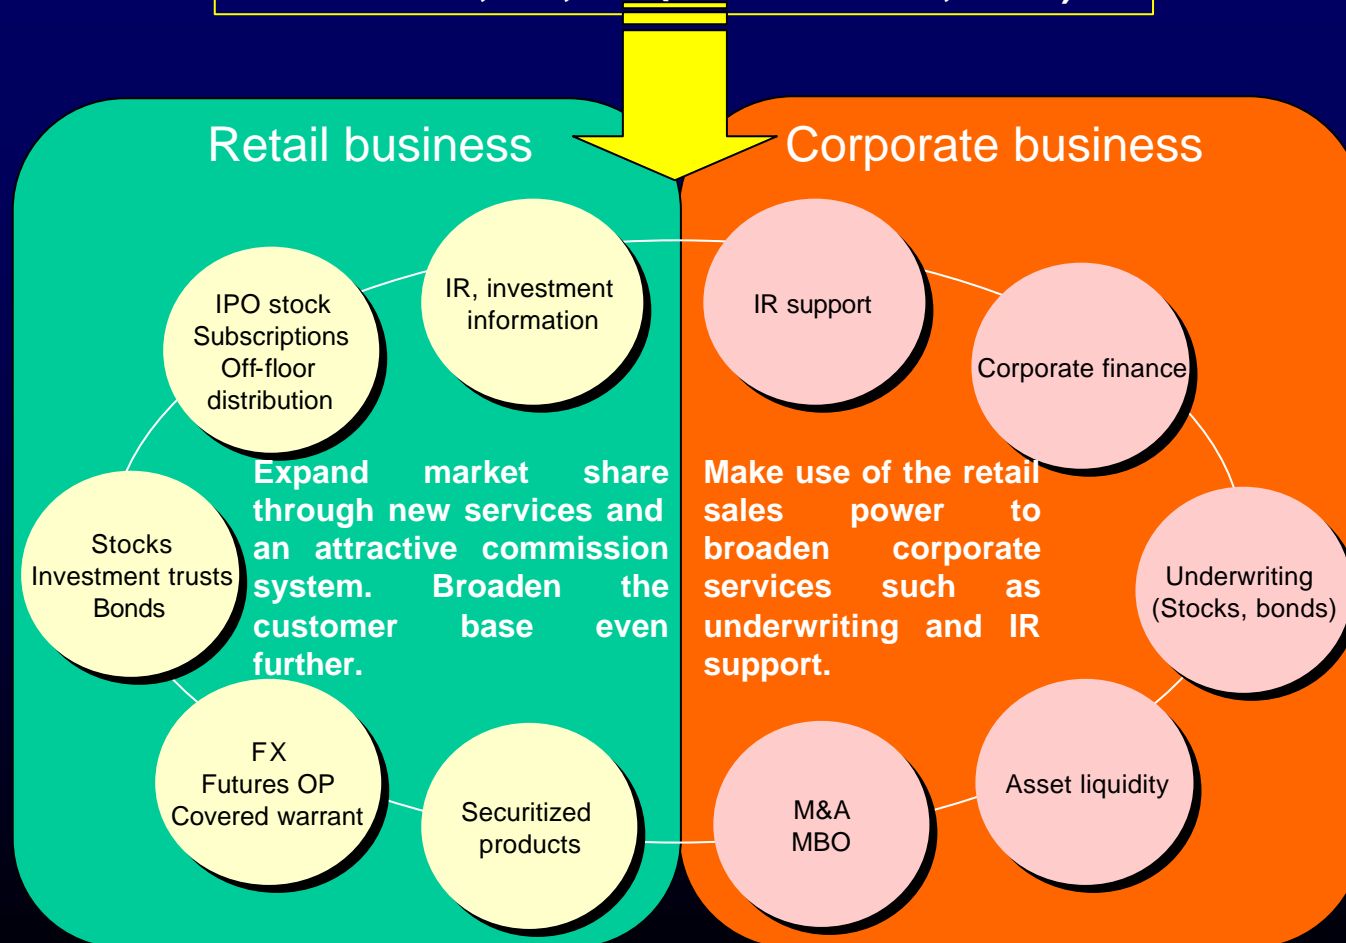 Retail business
Corporate business
IR, investment
information
IR support
IPO stock
Subscriptions
Off-floor
distribution
Corporate finance
Expand market share
through new services and
an attractive commission
system. Broaden the
customer base even
further.
Make use of the retail
sales power to
broaden corporate
services such as
underwriting and IR
support.
Stocks
Investment trusts
Bonds
Underwriting
(Stocks, bonds)
FX
Futures OP
Covered warrant
Securitized
products
M&A
MBO
Asset liquidity